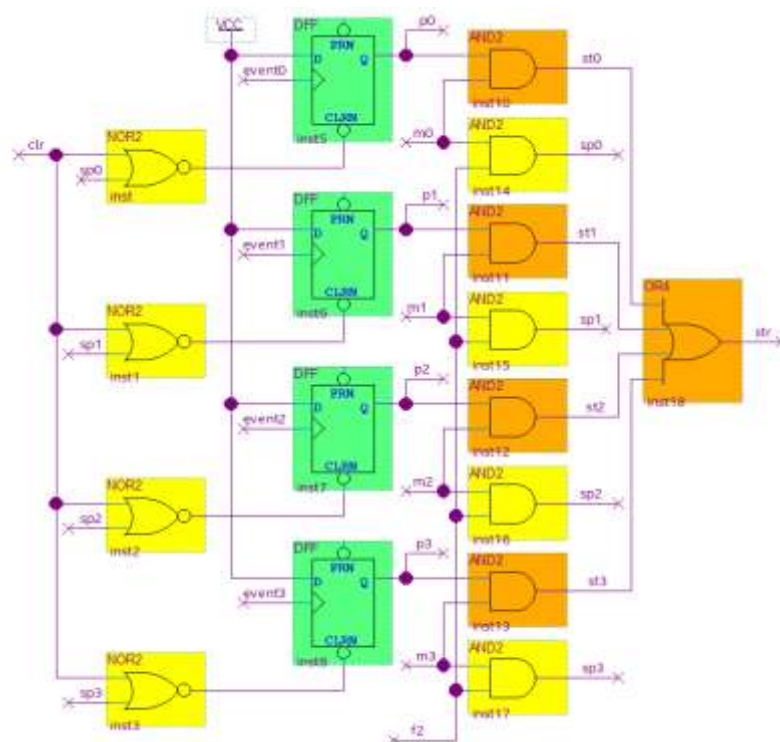 VCC
DFF
p0
PRN
D
Q
event0
CLRN
inst5
AND2
st0
inst10
clr
NOR2
sp0
inst
m0
AND2
sp0
inst14
DFF
p1
PRN
D
Q
event1
CLRN
inst6
AND2
st1
inst11
NOR2
sp1
inst1
m1
AND2
sp1
inst15
OR4
str
inst18
DFF
p2
PRN
D
Q
event2
CLRN
inst7
AND2
st2
inst12
NOR2
sp2
inst2
m2
AND2
sp2
inst16
DFF
p3
PRN
D
Q
event3
CLRN
inst8
AND2
st3
inst13
NOR2
sp3
inst3
m3
AND2
sp3
inst17
f2